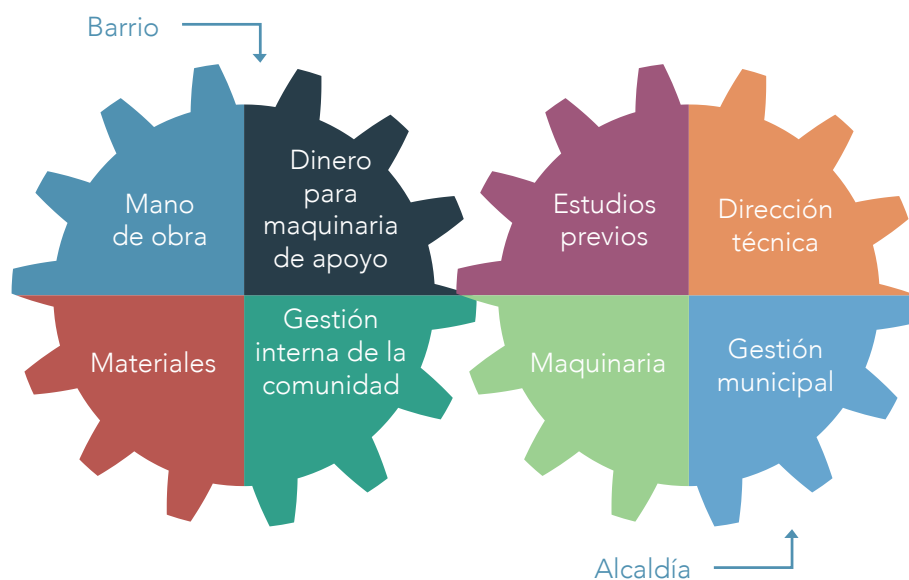 Barrio
Mano
de obra
Dinero
para
maquinaria
de apoyo
Materiales
Gestión
interna de la
comunidad
Estudios
previos
Dirección
técnica
Maquinaria
Gestión
municipal
Alcaldía